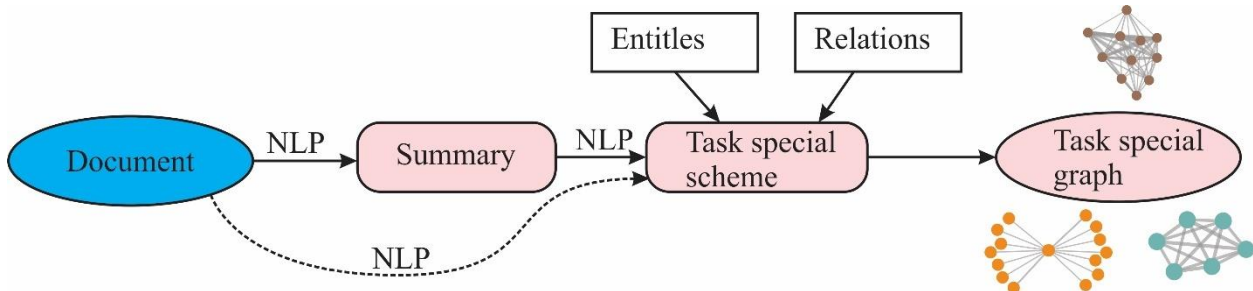 Entitles
Relations
Document
NLP
Summary
NLP
Task special
scheme
Task special
graph
NLP